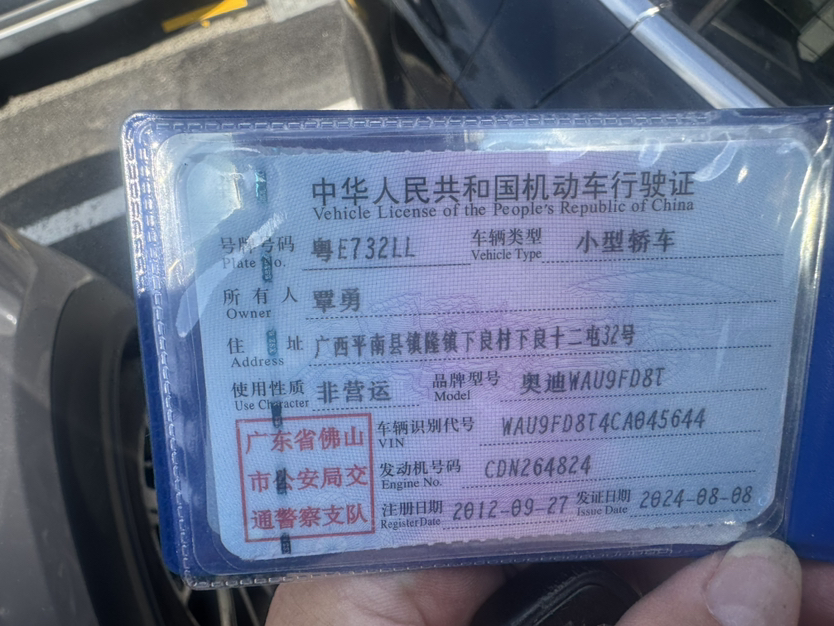 中华人民共和国机动车行驶证
Vehicle License of the People's Republic of China
号牌号码 粤E732LL 车辆类型 小型轿车
Plate No. Vehicle Type
所有人 覃勇
Owner
住址 广西平南县镇隆镇下良村下良十二屯32号
Address
使用性质 非营运 品牌型号 奥迪WAU9FD8T
Use Character Model
广东省佛山
市公安局交
通警察支队
车辆识别代号 WAU9FD8T4CA045644
VIN
发动机号码 CDN264824
Engine No.
注册日期 2012-09-27 发证日期 2024-08-08
Register Date Issue Date